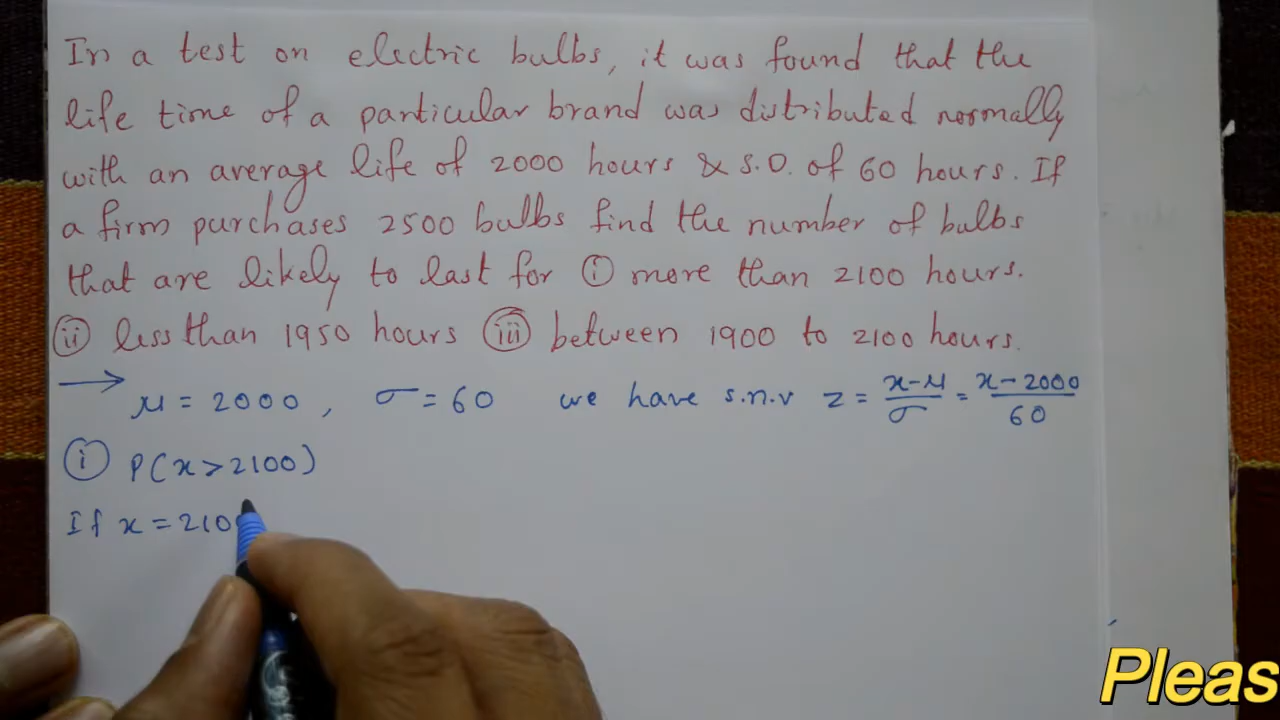 In a test on electric bulbs, it was found that the
life time of a particular brand was distributed normally
with an average life of 2000 hours & S.D. of 60 hours. If
a firm purchases 2500 bulbs find the number of bulbs
that are likely to last for (i) more than 2100 hours.
(ii) less than 1950 hours (iii) between 1900 to 2100 hours.
→ μ = 2000, σ = 60 we have s.n.v z = (x-μ)/σ = (x-2000)/60
(i) P(x>2100)
If x = 210
Pleas